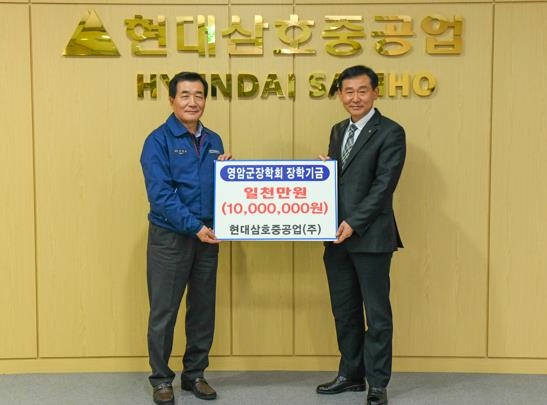 현대삼호중공업
HYUNDAI SAMHO
영암군장학회 장학기금
일천만원
(10,000,000원)
현대삼호중공업(주)